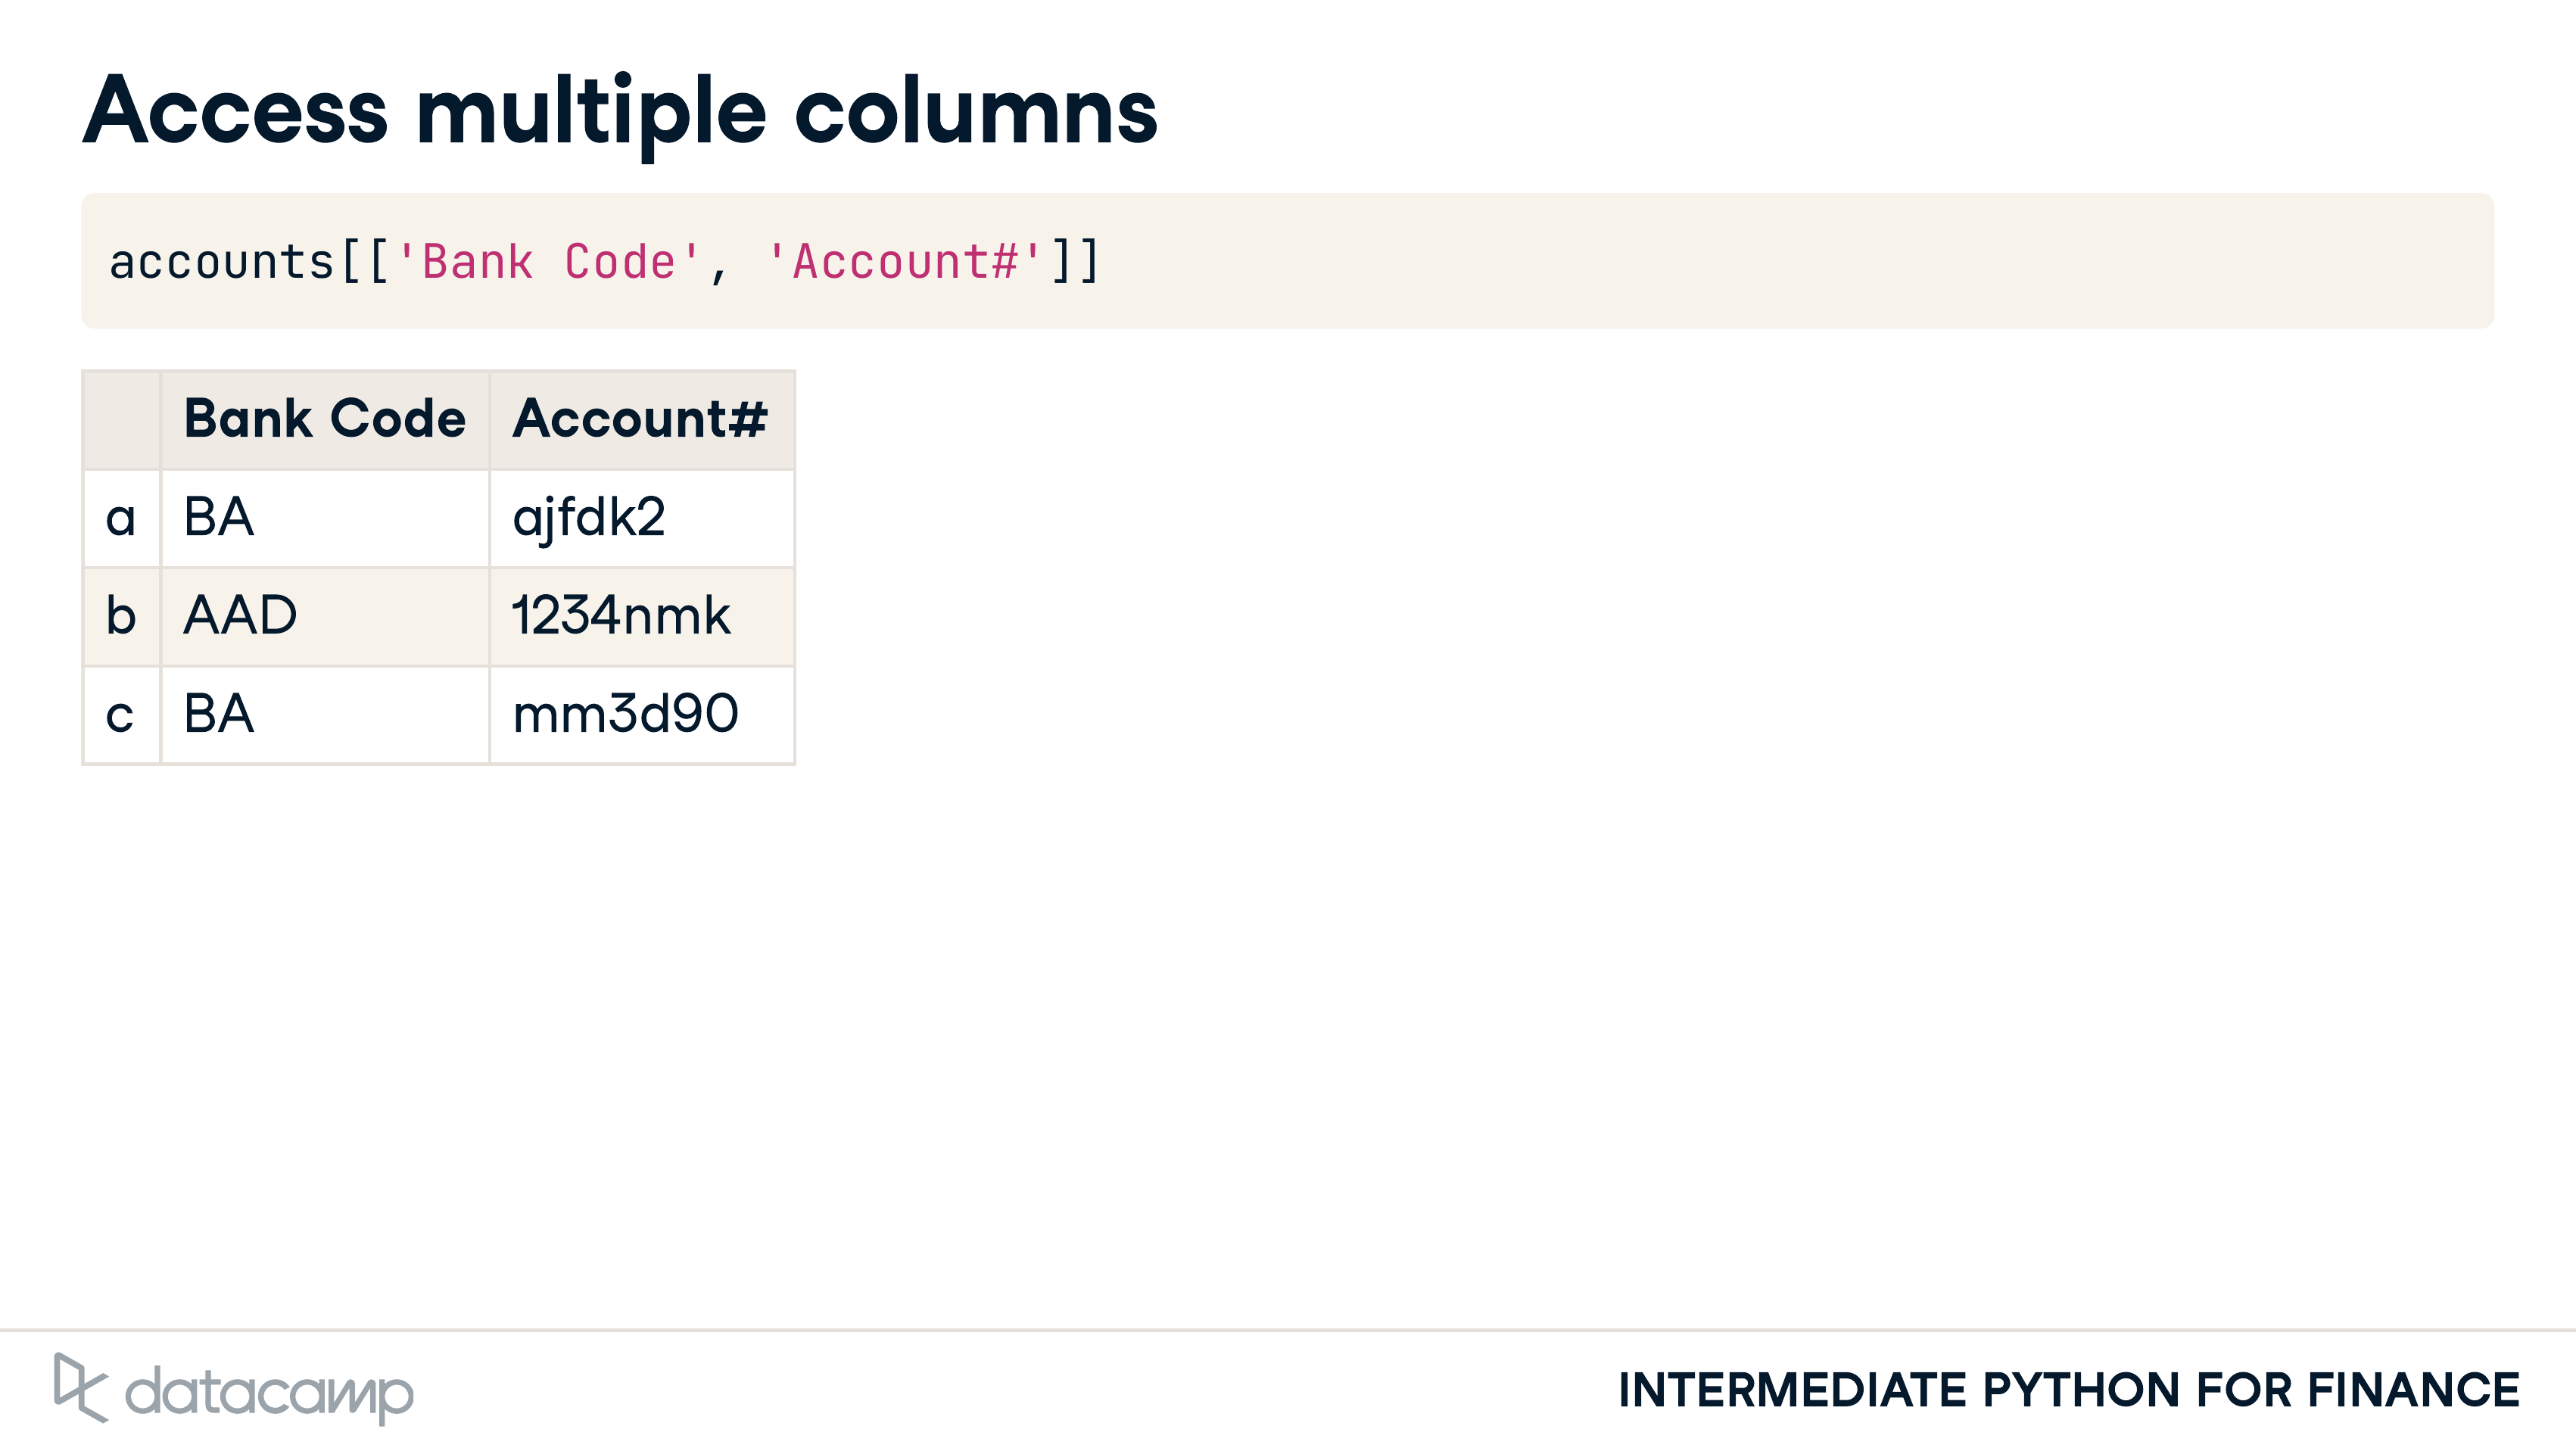 Access multiple columns
accounts[['Bank Code', 'Account#']]
Bank Code Account#
a BA ajfdk2
b AAD 1234nmk
c BA mm3d90
datacamp
INTERMEDIATE PYTHON FOR FINANCE